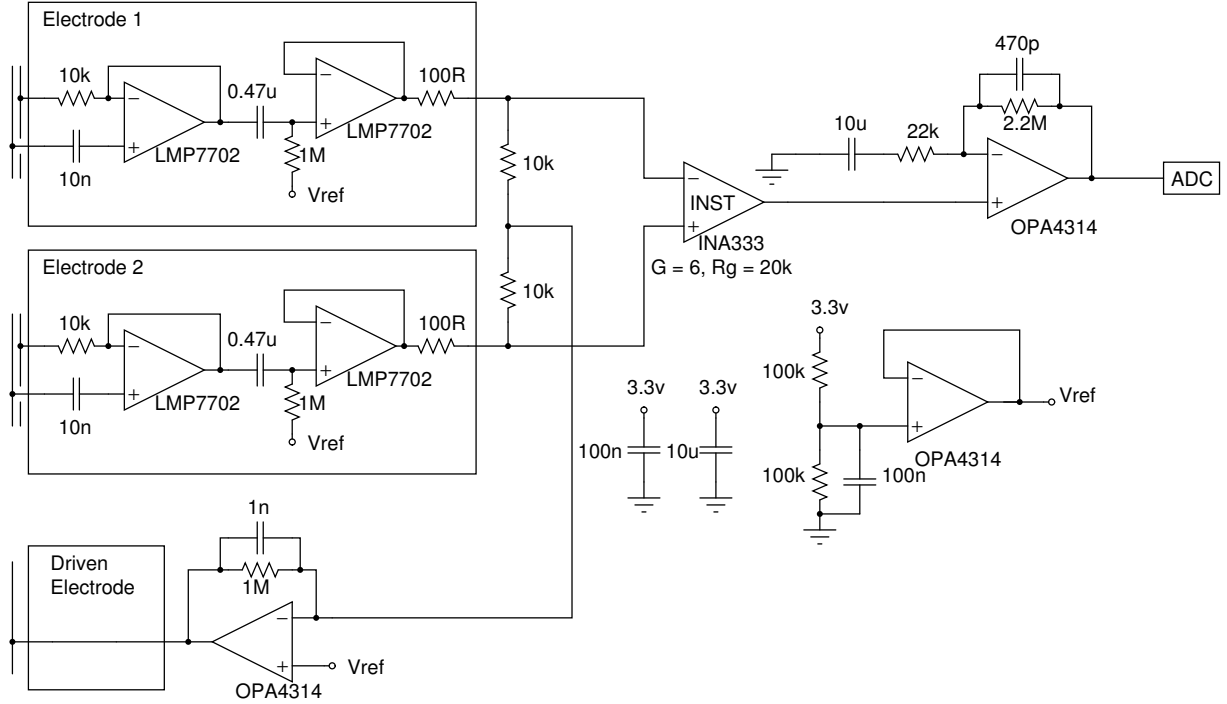 Electrode 1
10k
LMP7702
10n
0.47u
1M
Vref
LMP7702
100R
10k
10k
Electrode 2
10k
LMP7702
10n
0.47u
1M
Vref
LMP7702
100R
INST
INA333
G = 6, Rg = 20k
10u
22k
470p
2.2M
OPA4314
ADC
3.3v
100n
3.3v
10u
3.3v
100k
100k
100n
OPA4314
Vref
Driven
Electrode
1n
1M
OPA4314
Vref